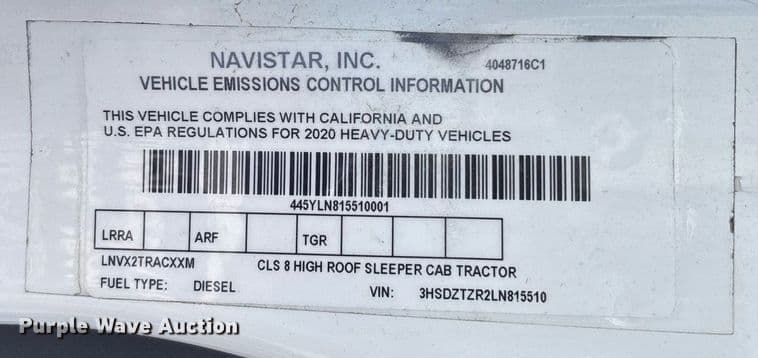 NAVISTAR, INC.
4048716C1
VEHICLE EMISSIONS CONTROL INFORMATION
THIS VEHICLE COMPLIES WITH CALIFORNIA AND
U.S. EPA REGULATIONS FOR 2020 HEAVY-DUTY VEHICLES
445YLN815510001
LRRA ARF TGR
LNVX2TRACXXM CLS 8 HIGH ROOF SLEEPER CAB TRACTOR
FUEL TYPE: DIESEL VIN: 3HSDZTZR2LN815510
Purple Wave Auction